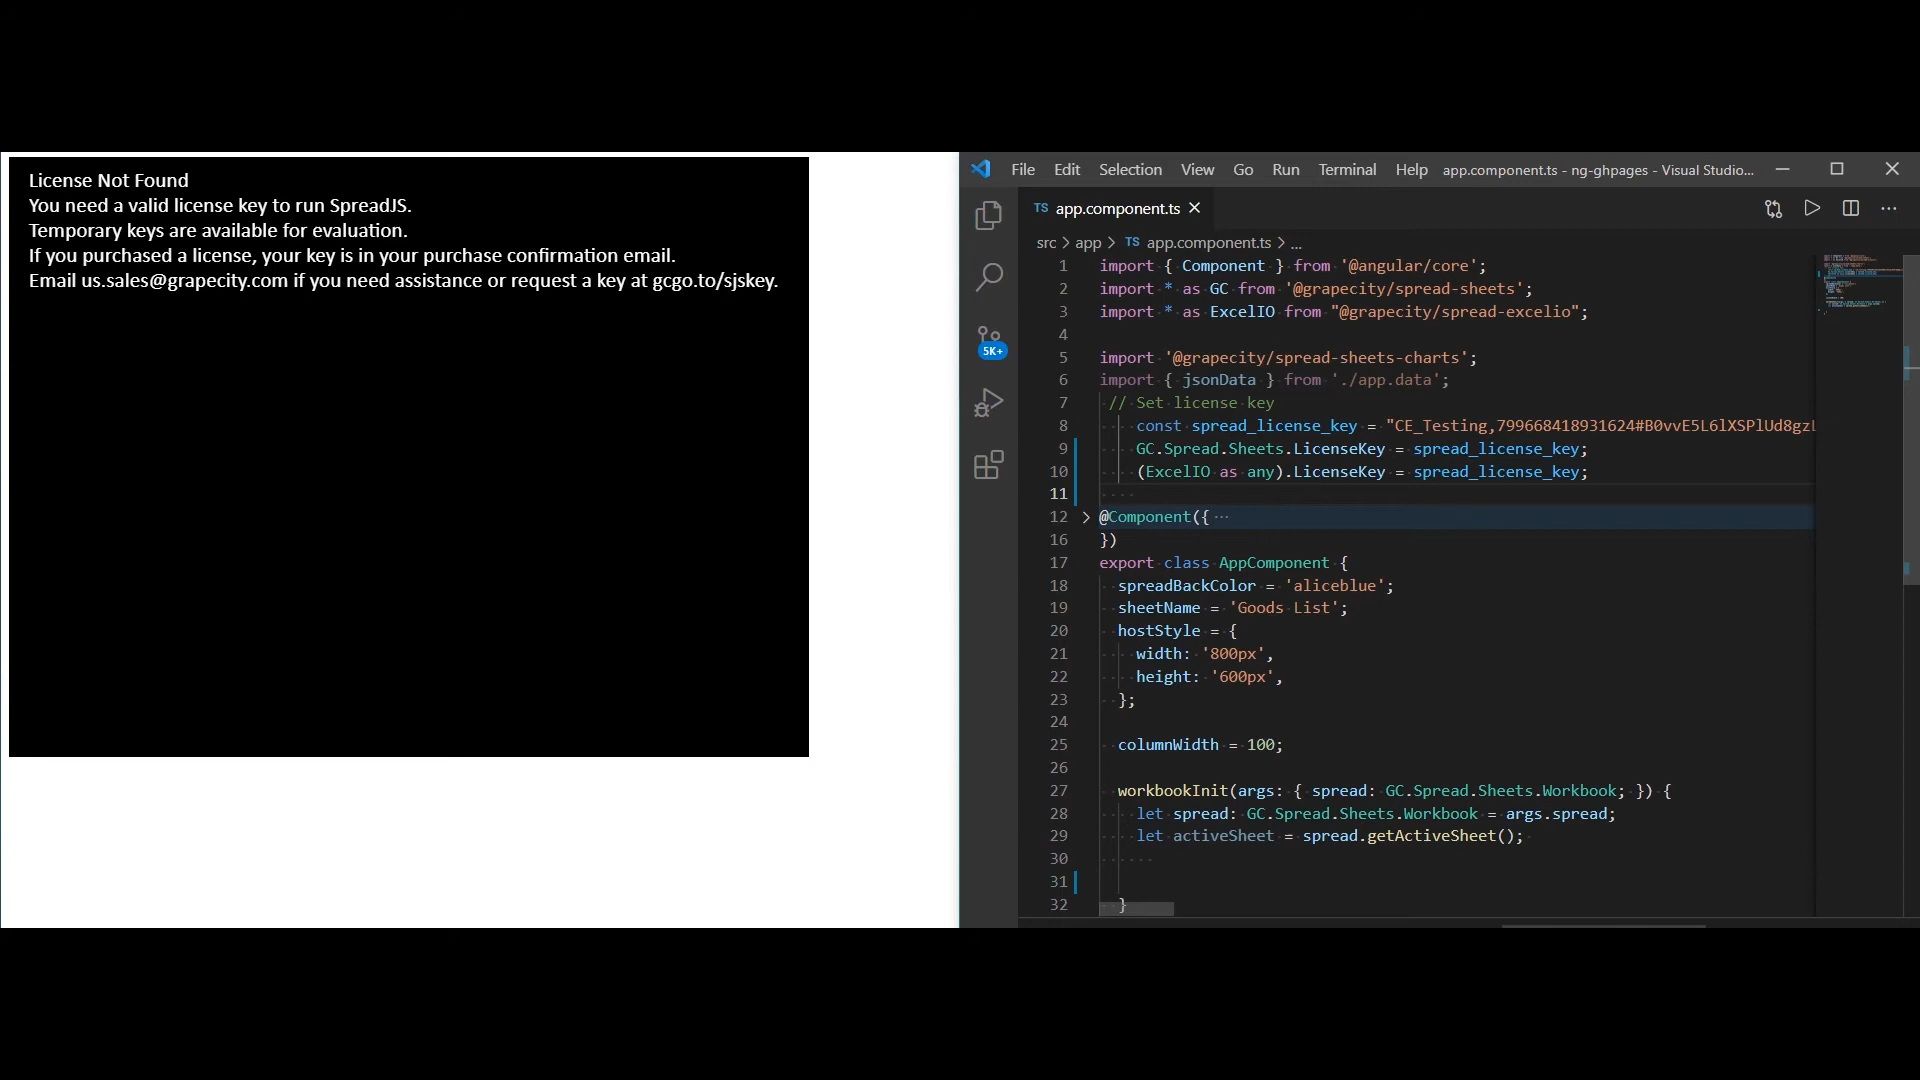 License Not Found
You need a valid license key to run SpreadJS.
Temporary keys are available for evaluation.
If you purchased a license, your key is in your purchase confirmation email.
Email us.sales@grapecity.com if you need assistance or request a key at gcgo.to/sjskey.
File Edit Selection View Go Run Terminal Help app.component.ts - ng-ghpages - Visual Studio...
TS app.component.ts
5K+
src > app > TS app.component.ts > ...
1 import { Component } from '@angular/core';
2 import * as GC from '@grapecity/spread-sheets';
3 import * as ExcelIO from "@grapecity/spread-excelio";
4
5 import '@grapecity/spread-sheets-charts';
6 import { jsonData } from './app.data';
7 // Set license key
8 const spread_license_key = "CE_Testing,799668418931624#B0vvE5L6lXSPlUd8gzL
9 GC.Spread.Sheets.LicenseKey = spread_license_key;
10 (ExcelIO as any).LicenseKey = spread_license_key;
11
12 > @Component({ ...
16 })
17 export class AppComponent {
18 spreadBackColor = 'aliceblue';
19 sheetName = 'Goods List';
20 hostStyle = {
21 width: '800px',
22 height: '600px',
23 };
24
25 columnWidth = 100;
26
27 workbookInit(args: { spread: GC.Spread.Sheets.Workbook; }) {
28 let spread: GC.Spread.Sheets.Workbook = args.spread;
29 let activeSheet = spread.getActiveSheet();
30
31
32 }